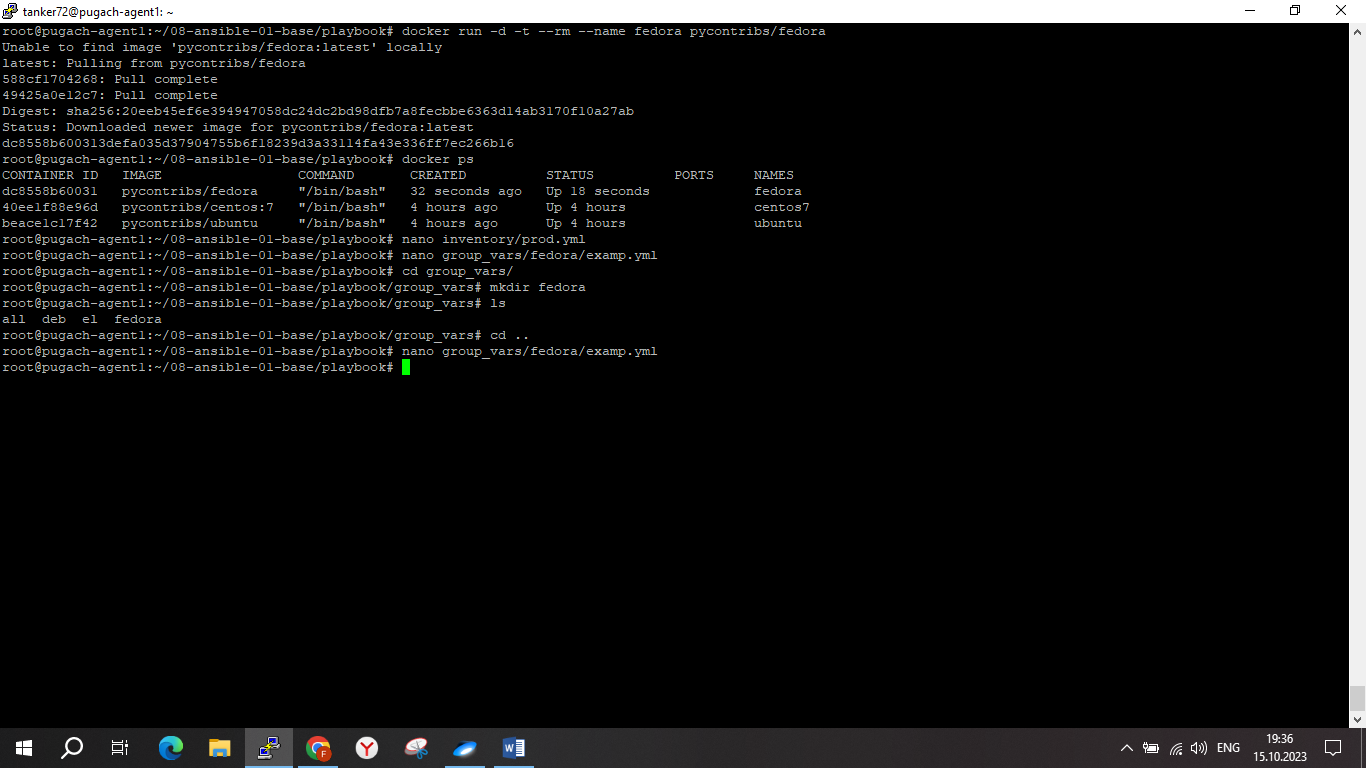 tanker72@pugach-agent1: ~
root@pugach-agent1:~/08-ansible-01-base/playbook# docker run -d -t --rm --name fedora pycontribs/fedora
Unable to find image 'pycontribs/fedora:latest' locally
latest: Pulling from pycontribs/fedora
588cf1704268: Pull complete
49425a0e12c7: Pull complete
Digest: sha256:20eeb45ef6e394947058dc24dc2bd98dfb7a8fecbbe6363d14ab3170f10a27ab
Status: Downloaded newer image for pycontribs/fedora:latest
dc8558b600313defa035d37904755b6f18239d3a33114fa43e336ff7ec266b16
root@pugach-agent1:~/08-ansible-01-base/playbook# docker ps
CONTAINER ID   IMAGE                 COMMAND       CREATED          STATUS          PORTS     NAMES
dc8558b60031   pycontribs/fedora     "/bin/bash"   32 seconds ago   Up 18 seconds             fedora
40ee1f88e96d   pycontribs/centos:7   "/bin/bash"   4 hours ago      Up 4 hours                centos7
beace1c17f42   pycontribs/ubuntu     "/bin/bash"   4 hours ago      Up 4 hours                ubuntu
root@pugach-agent1:~/08-ansible-01-base/playbook# nano inventory/prod.yml
root@pugach-agent1:~/08-ansible-01-base/playbook# nano group_vars/fedora/examp.yml
root@pugach-agent1:~/08-ansible-01-base/playbook# cd group_vars/
root@pugach-agent1:~/08-ansible-01-base/playbook/group_vars# mkdir fedora
root@pugach-agent1:~/08-ansible-01-base/playbook/group_vars# ls
all  deb  el  fedora
root@pugach-agent1:~/08-ansible-01-base/playbook/group_vars# cd ..
root@pugach-agent1:~/08-ansible-01-base/playbook# nano group_vars/fedora/examp.yml
root@pugach-agent1:~/08-ansible-01-base/playbook#
ENG
19:36
15.10.2023